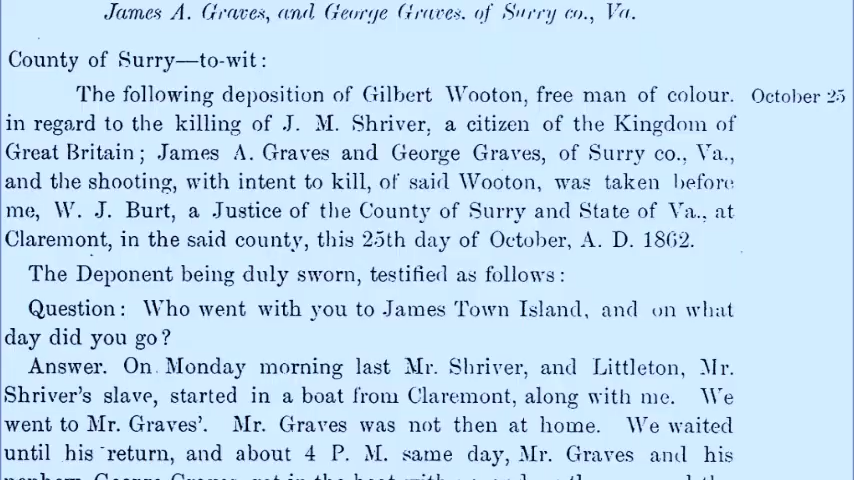 James A. Graves, and George Graves, of Surry co., Va.
County of Surry—to-wit:
The following deposition of Gilbert Wooton, free man of colour. October 25
in regard to the killing of J. M. Shriver, a citizen of the Kingdom of
Great Britain; James A. Graves and George Graves, of Surry co., Va.,
and the shooting, with intent to kill, of said Wooton, was taken before
me, W. J. Burt, a Justice of the County of Surry and State of Va., at
Claremont, in the said county, this 25th day of October, A. D. 1862.
The Deponent being duly sworn, testified as follows:
Question: Who went with you to James Town Island, and on what
day did you go?
Answer. On Monday morning last Mr. Shriver, and Littleton, Mr.
Shriver's slave, started in a boat from Claremont, along with me. We
went to Mr. Graves'. Mr. Graves was not then at home. We waited
until his return, and about 4 P. M. same day, Mr. Graves and his
nephew George Graves got in the boat with